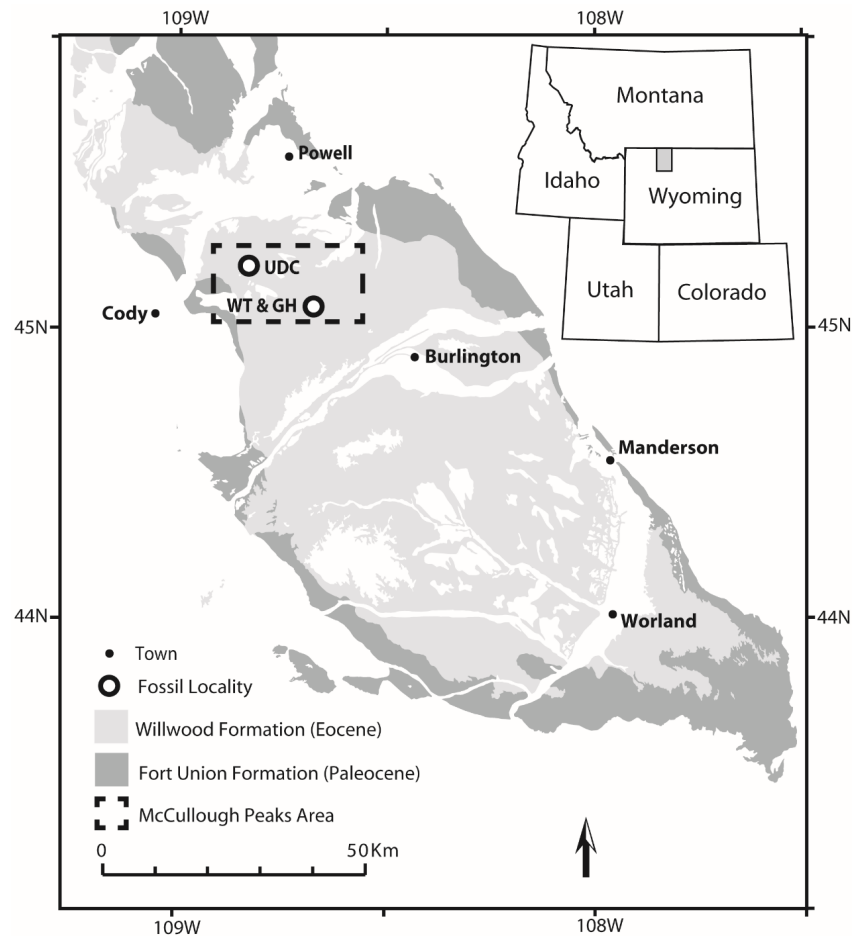 109W
108W
Montana
Powell
Idaho
Wyoming
UDC
WT & GH
Utah
Colorado
Cody
45N
45N
Burlington
Manderson
44N
44N
Worland
Town
Fossil Locality
Willwood Formation (Eocene)
Fort Union Formation (Paleocene)
McCullough Peaks Area
0
50Km
109W
108W